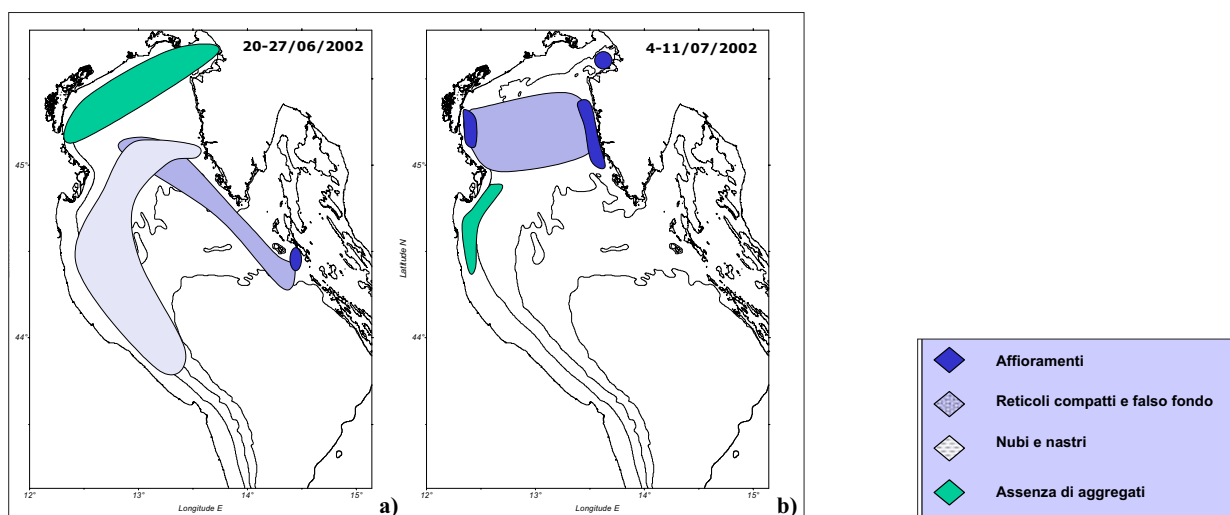 20-27/06/2002
4-11/07/2002
45°
44°
12°
13°
14°
15°
Longitude E
a)
Latitude N
45°
44°
12°
13°
14°
15°
Longitude E
b)
Affioramenti
Reticoli compatti e falso fondo
Nubi e nastri
Assenza di aggregati